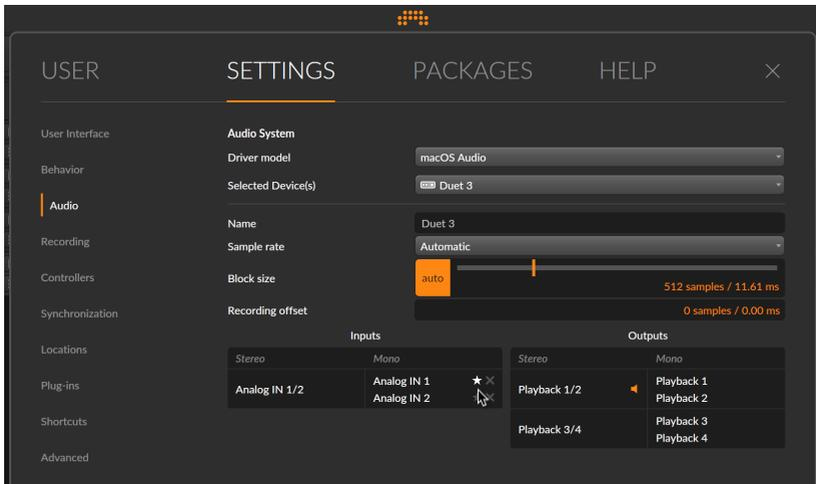 USER SETTINGS PACKAGES HELP
User Interface
Behavior
Audio
Recording
Controllers
Synchronization
Locations
Plug-ins
Shortcuts
Advanced
Audio System
Driver model macOS Audio
Selected Device(s) Duet 3
Name Duet 3
Sample rate Automatic
Block size auto 512 samples / 11.61 ms
Recording offset 0 samples / 0.00 ms
Inputs
Stereo Mono
Analog IN 1/2
Analog IN 1
Analog IN 2
Outputs
Stereo Mono
Playback 1/2
Playback 1
Playback 2
Playback 3/4
Playback 3
Playback 4